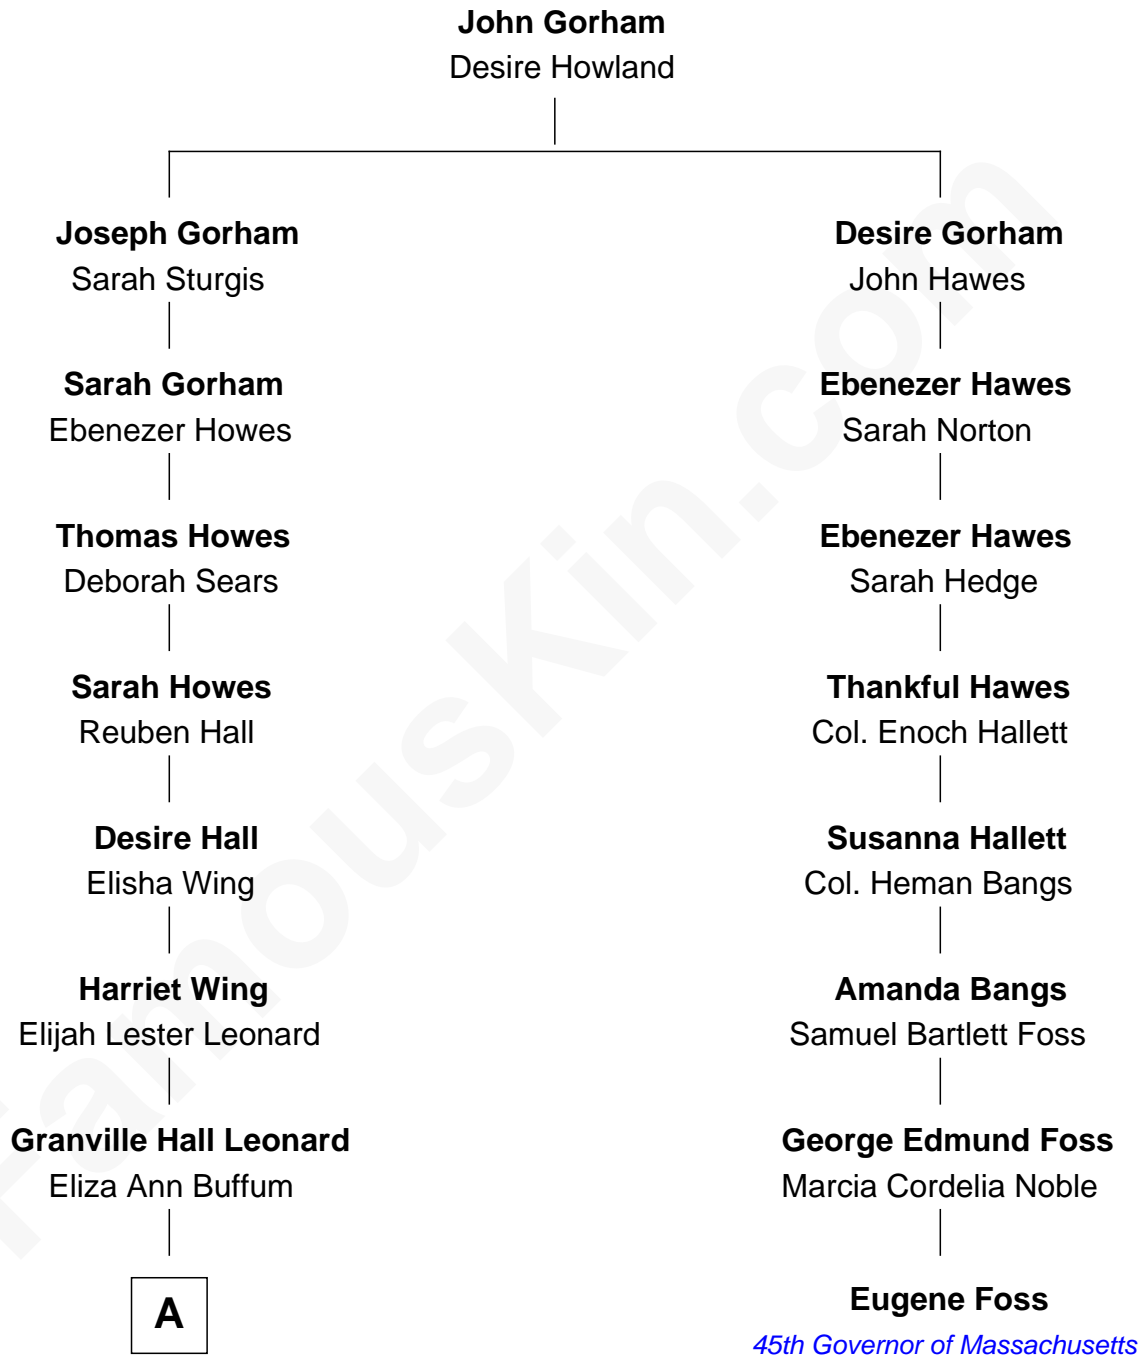 John Gorham
Desire Howland
Joseph Gorham
Sarah Sturgis
Desire Gorham
John Hawes
Sarah Gorham
Ebenezer Howes
Ebenezer Hawes
Sarah Norton
Thomas Howes
Deborah Sears
Ebenezer Hawes
Sarah Hedge
Sarah Howes
Reuben Hall
Thankful Hawes
Col. Enoch Hallett
Desire Hall
Elisha Wing
Susanna Hallett
Col. Heman Bangs
Harriet Wing
Elijah Lester Leonard
Amanda Bangs
Samuel Bartlett Foss
Granville Hall Leonard
Eliza Ann Buffum
George Edmund Foss
Marcia Cordelia Noble
A
Eugene Foss
45th Governor of Massachusetts
FamousKin.com